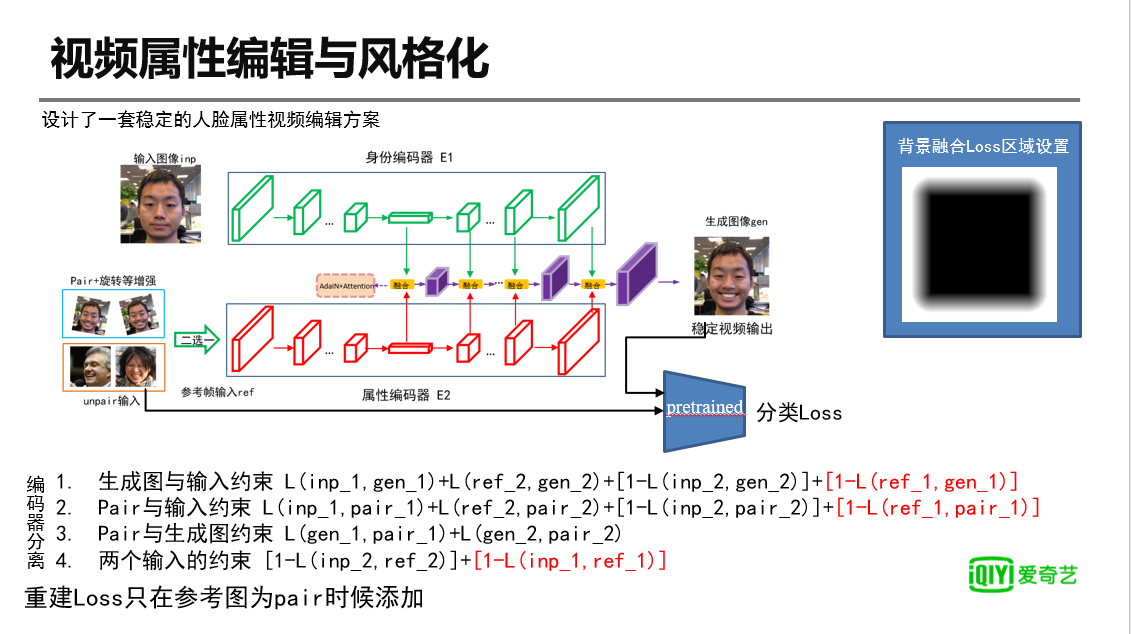 视频属性编辑与风格化
设计了一套稳定的人脸属性视频编辑方案
输入图像inp
身份编码器 E1
...
...
Pair+旋转等增强
AdaIN+Attention
融合
融合
...
融合
融合
生成图像gen
稳定视频输出
二选一
...
...
unpair输入
参考帧输入ref
属性编码器 E2
pretrained
分类Loss
背景融合Loss区域设置
编码器分离
1. 生成图与输入约束 L(inp_1,gen_1)+L(ref_2,gen_2)+[1-L(inp_2,gen_2)]+[1-L(ref_1,gen_1)]
2. Pair与输入约束 L(inp_1,pair_1)+L(ref_2,pair_2)+[1-L(inp_2,pair_2)]+[1-L(ref_1,pair_1)]
3. Pair与生成图约束 L(gen_1,pair_1)+L(gen_2,pair_2)
4. 两个输入的约束 [1-L(inp_2,ref_2)]+[1-L(inp_1,ref_1)]
重建Loss只在参考图为pair时候添加
iQIYI 爱奇艺